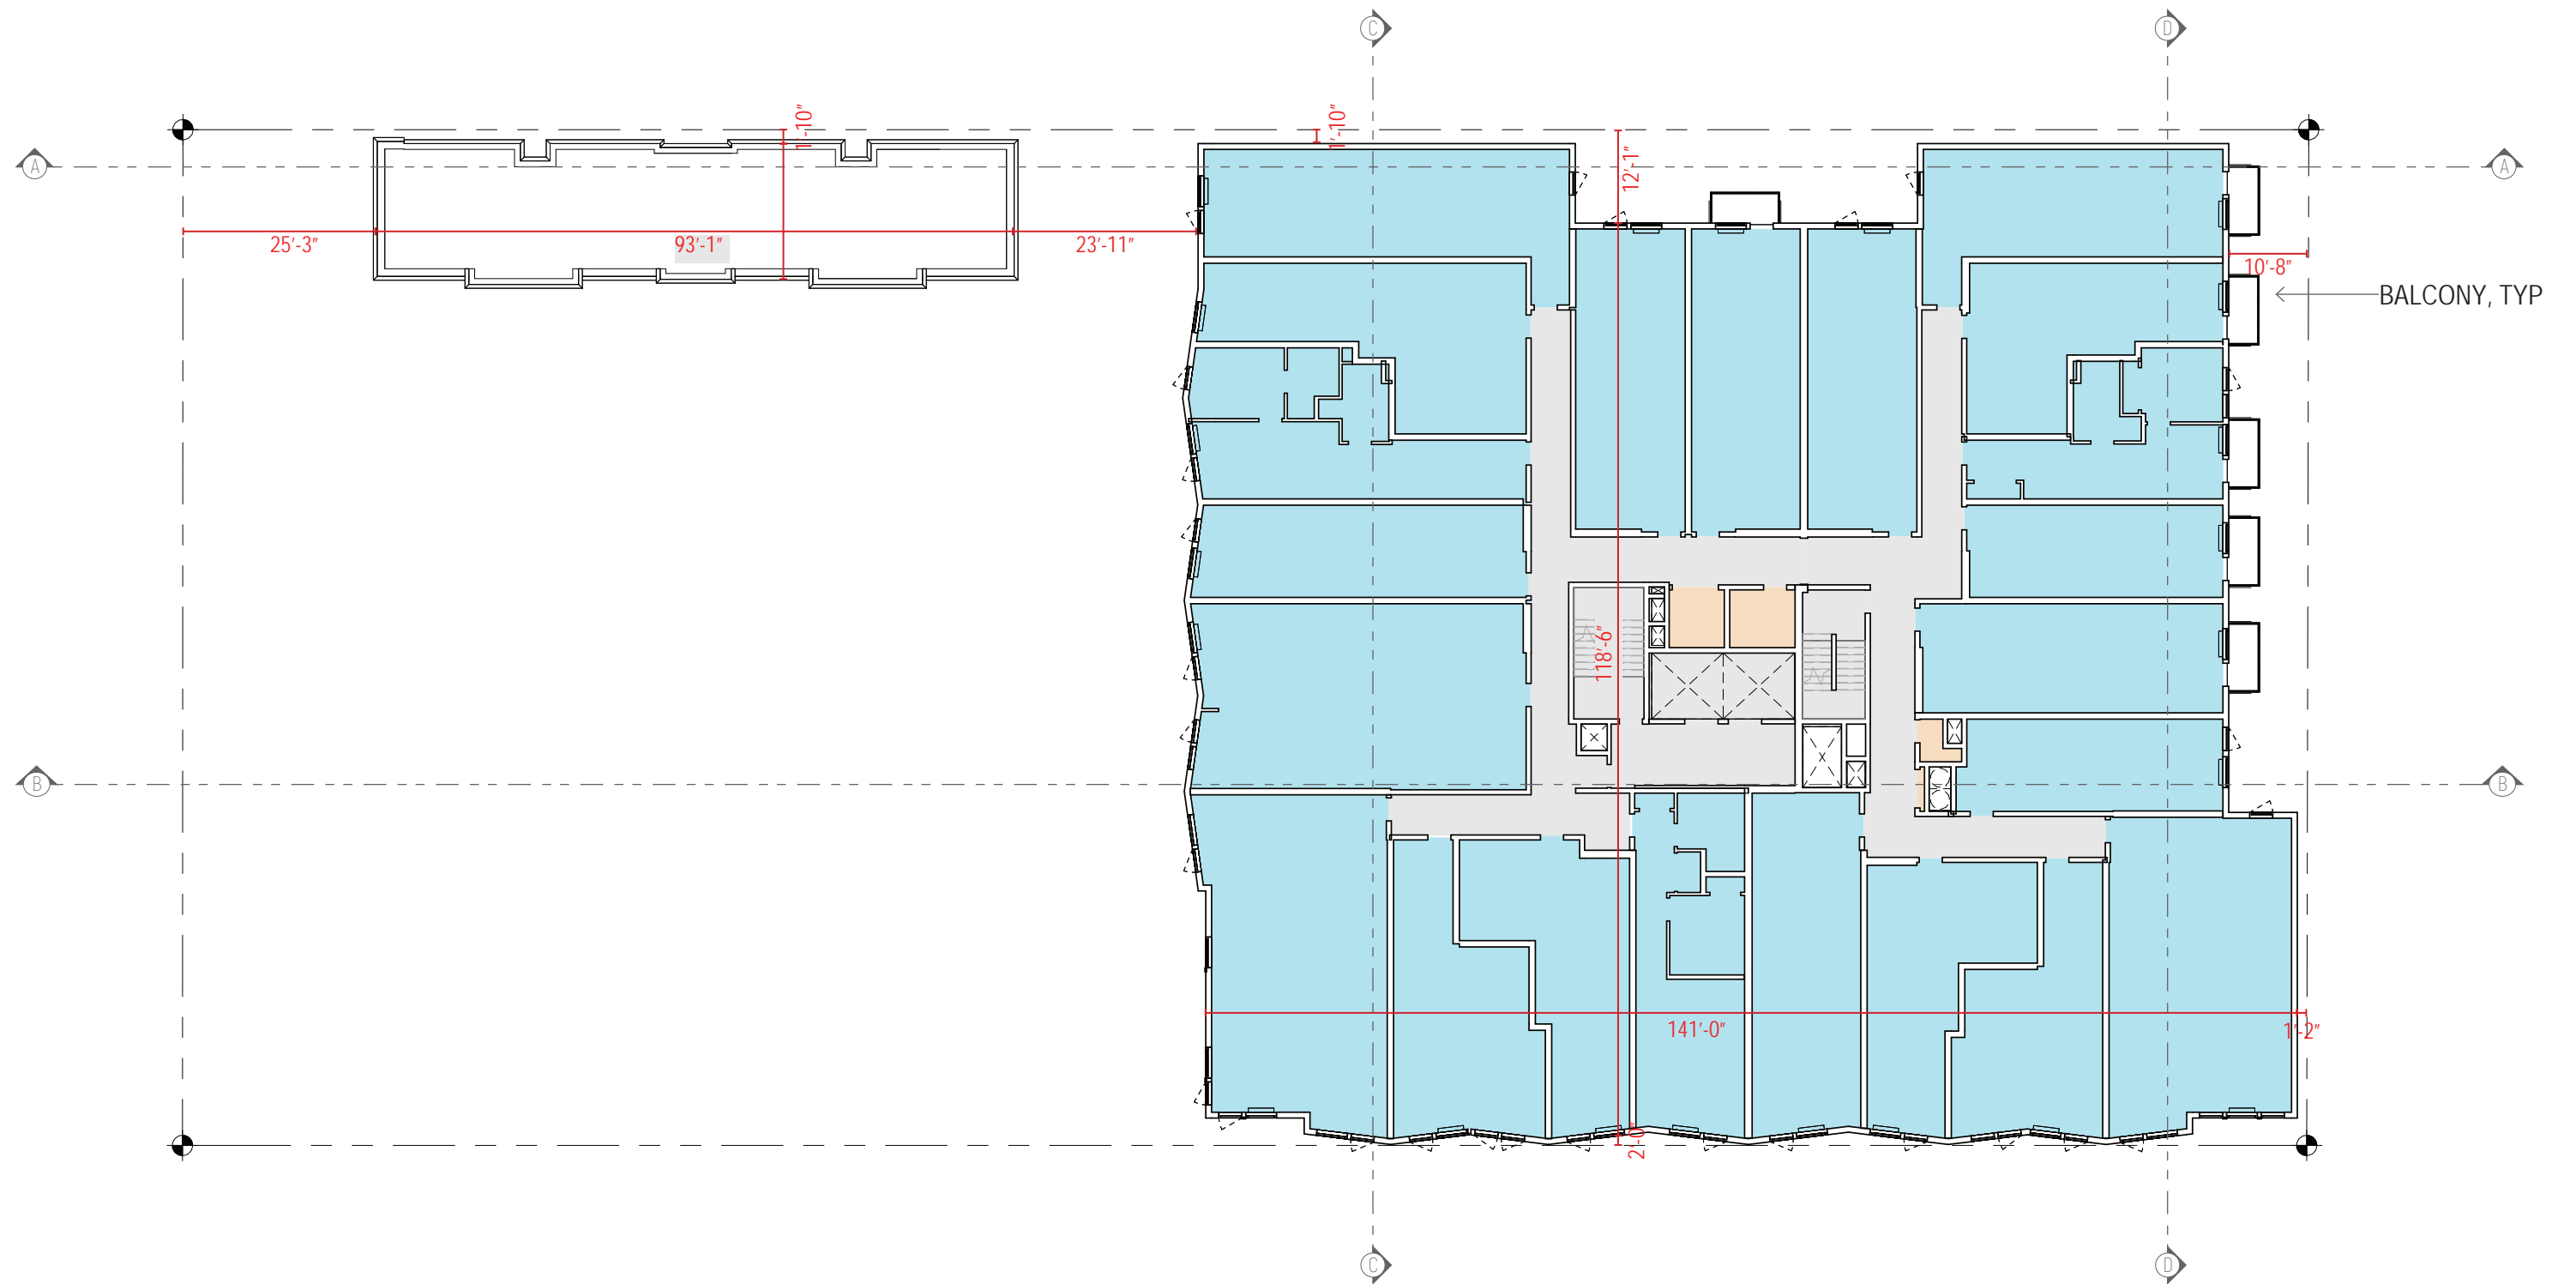 C
D
1'-10"
1'-10"
12'-1"
A
A
25'-3"
93'-1"
23'-11"
10'-8"
BALCONY, TYP
118'-6"
B
B
141'-0"
1'-2"
2'-0"
C
D